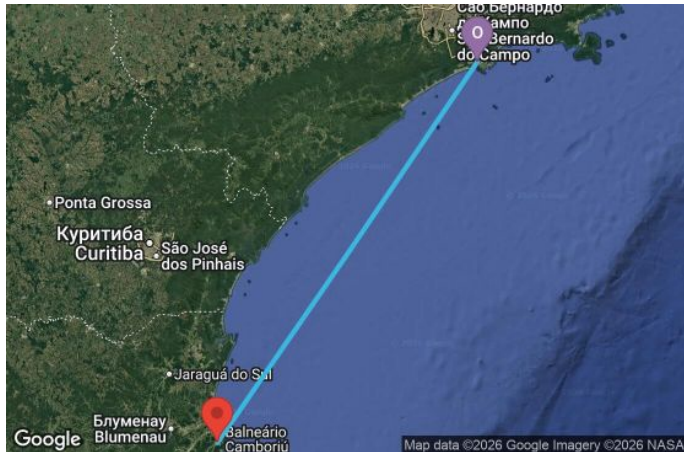 Сан-Бернардо
São Bernardo
do Campo
O
Ponta Grossa
Куритиба
Curitiba
São José
dos Pinhais
Jaraguá do Sul
Блуменау
Blumenau
Balneário
Camboriú
Google
Map data ©2026 Google Imagery ©2026 NASA